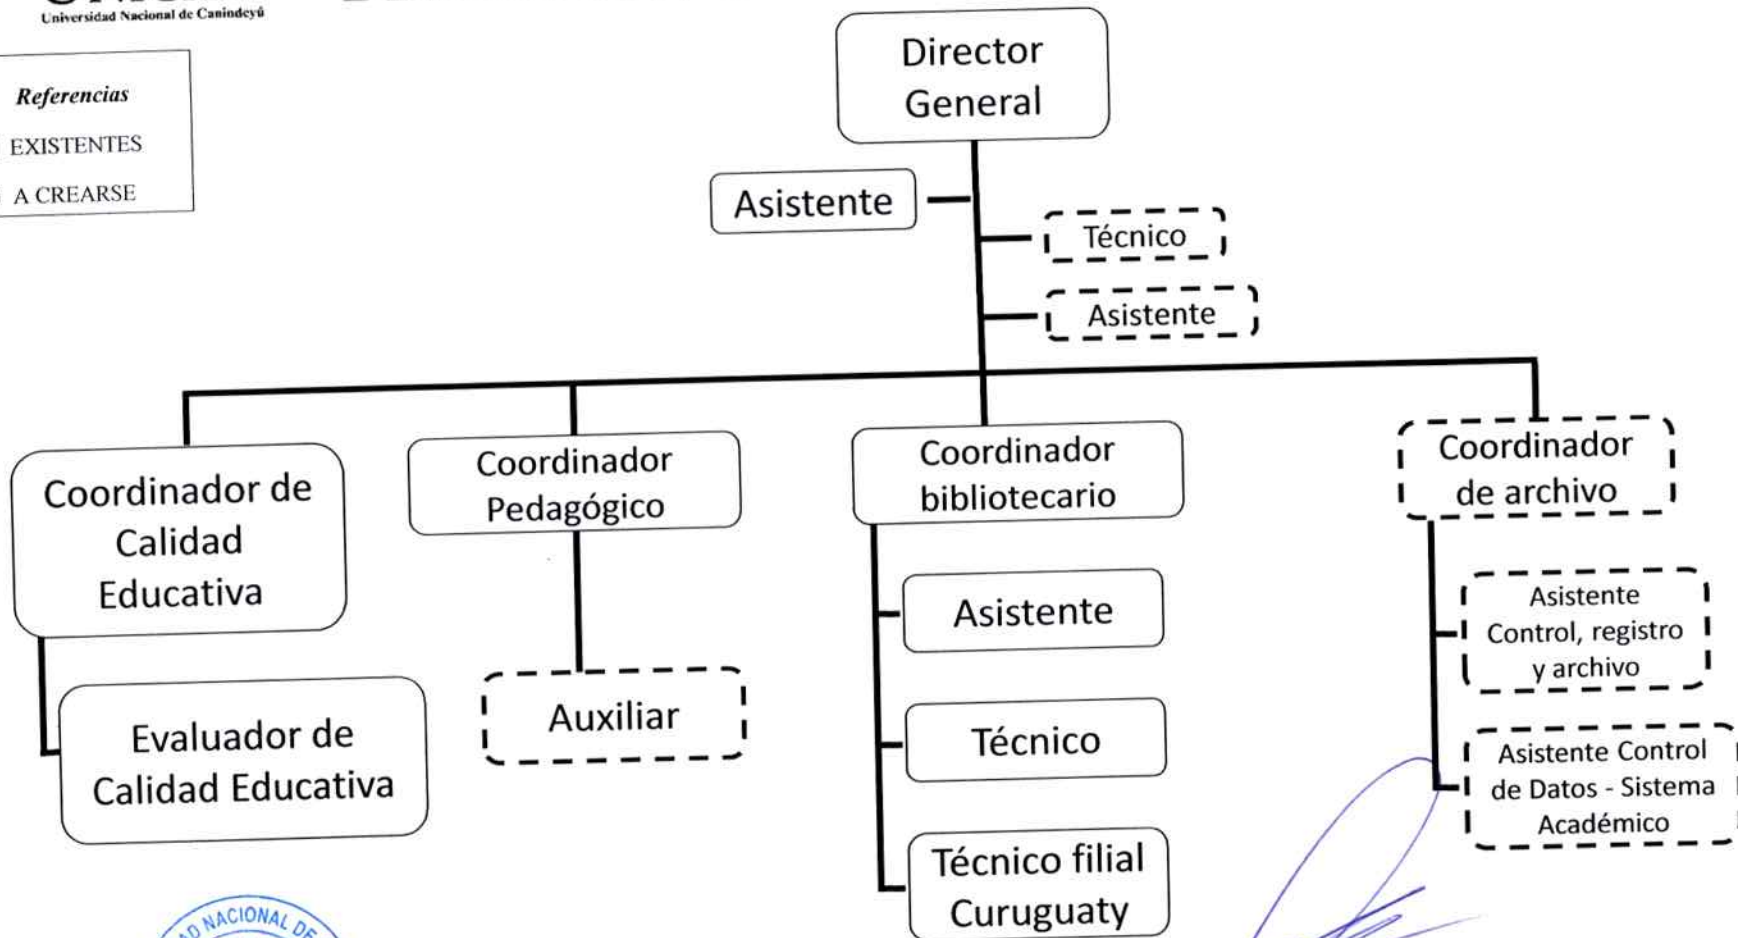 Universidad Nacional de Canindeyú
Referencias
EXISTENTES
A CREARSE
Director
General
Asistente
Técnico
Asistente
Coordinador de
Calidad
Educativa
Evaluador de
Calidad Educativa
Coordinador
Pedagógico
Auxiliar
Coordinador
bibliotecario
Asistente
Técnico
Técnico filial
Curuguaty
Coordinador
de archivo
Asistente
Control, registro
y archivo
Asistente Control
de Datos - Sistema
Académico
NACIONAL DE